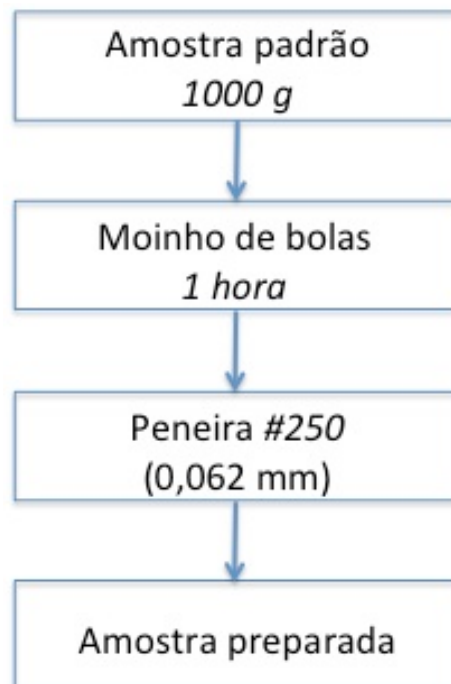 Amostra padrão
1000 g
Moinho de bolas
1 hora
Peneira #250
(0,062 mm)
Amostra preparada